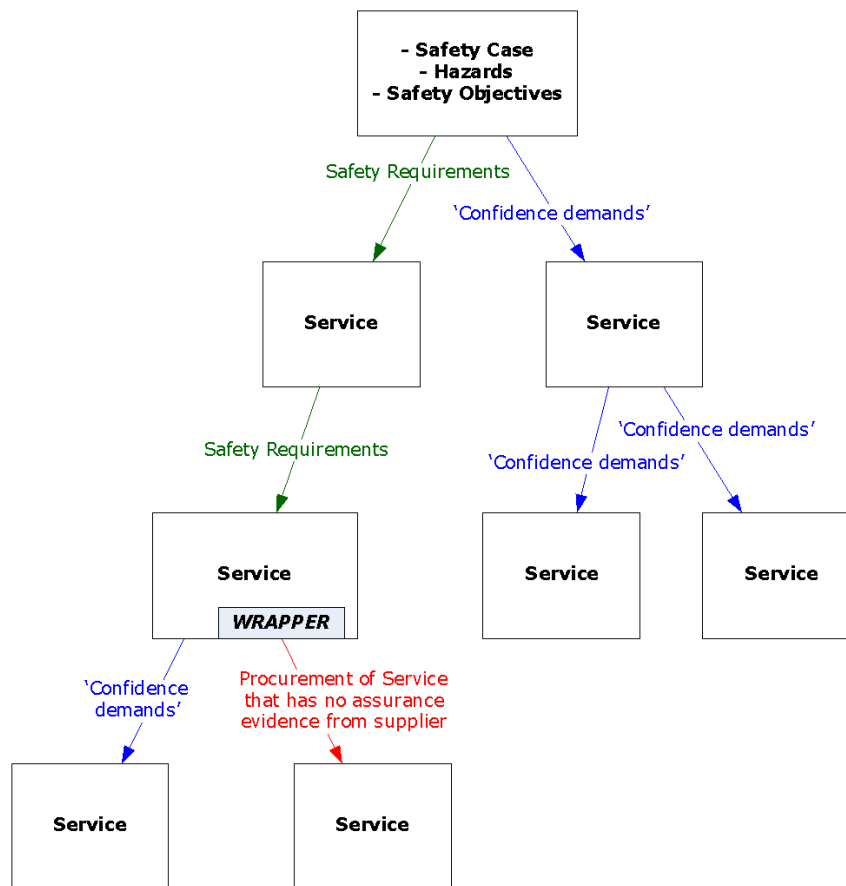 - Safety Case
- Hazards
- Safety Objectives
Safety Requirements
‘Confidence demands’
Service
Service
Safety Requirements
‘Confidence demands’
‘Confidence demands’
Service
WRAPPER
Service
Service
‘Confidence
demands’
Procurement of Service
that has no assurance
evidence from supplier
Service
Service